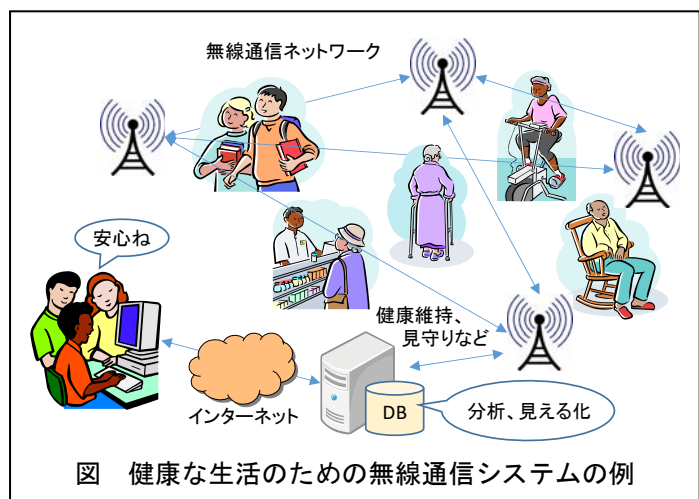 無線通信ネットワーク
安心ね
健康維持、
見守りなど
インターネット
DB
分析、見える化
図　健康な生活のための無線通信システムの例